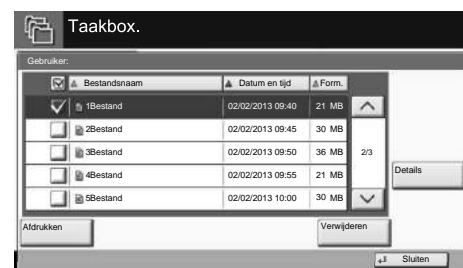 Taakbox.
Gebruiker:
Bestandsnaam Datum en tijd Form.
1Bestand 02/02/2013 09:40 21 MB
2Bestand 02/02/2013 09:45 30 MB
3Bestand 02/02/2013 09:50 36 MB 2/3
4Bestand 02/02/2013 09:55 21 MB Details
5Bestand 02/02/2013 10:00 30 MB
Afdrukken Verwijderen
Sluiten